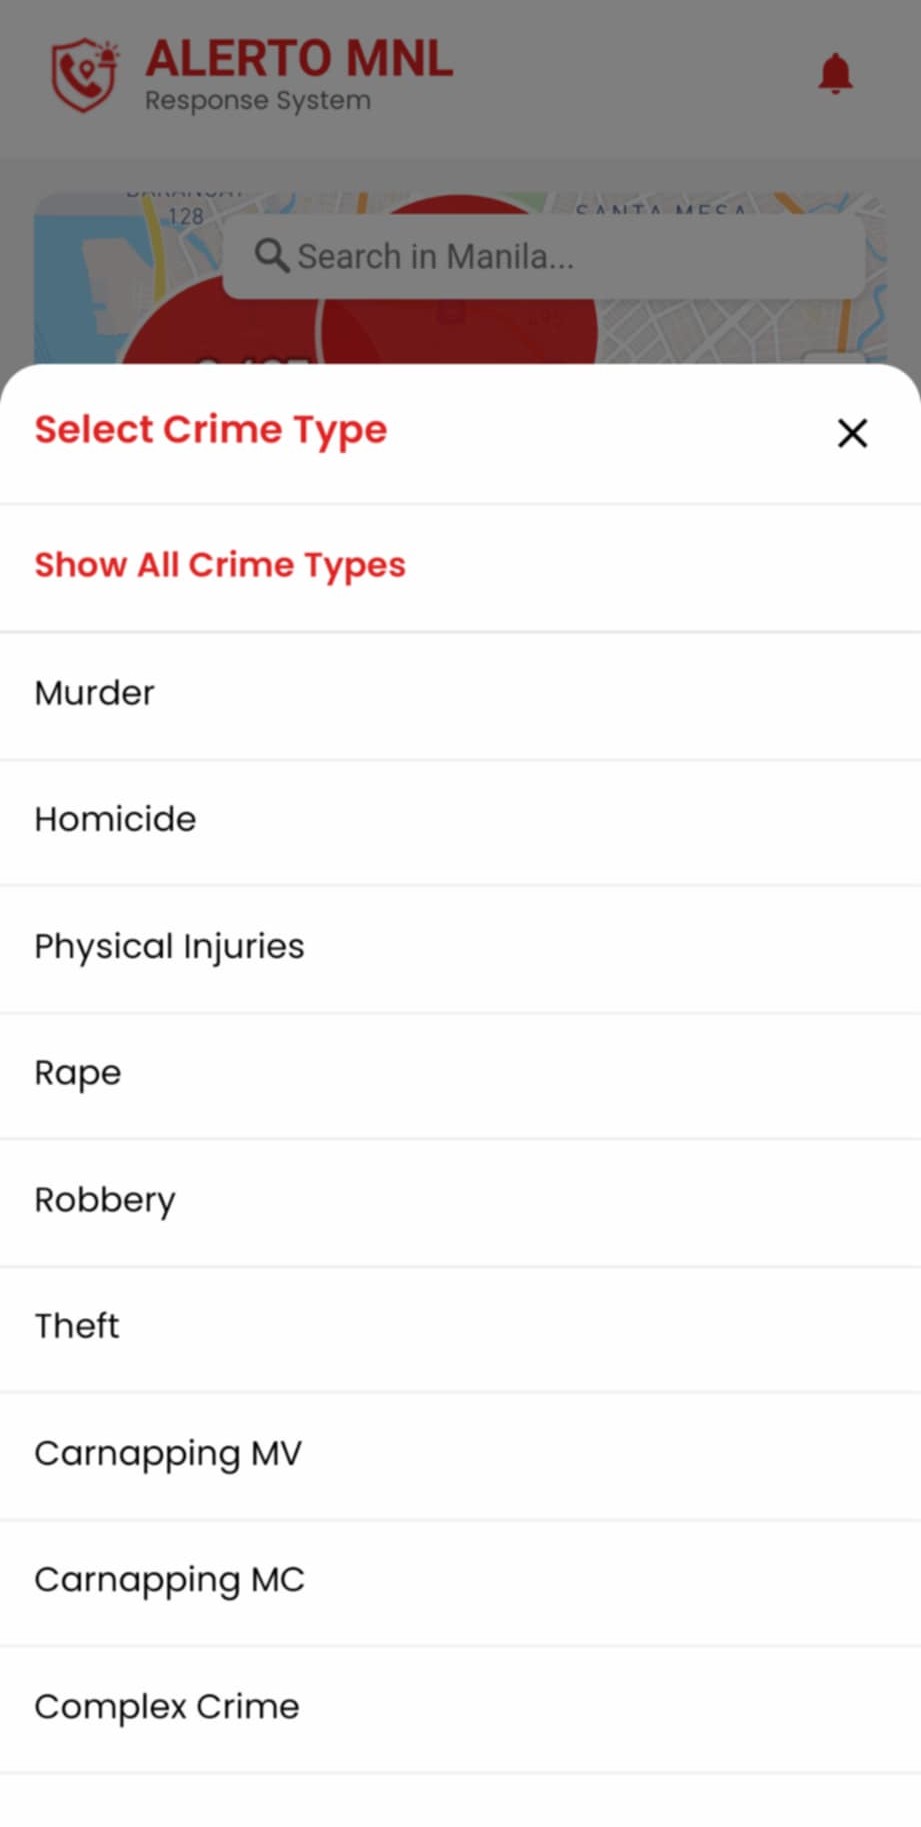 ALERTO MNL
Response System
128
SANTA MESA
Search in Manila...
Select Crime Type
Show All Crime Types
Murder
Homicide
Physical Injuries
Rape
Robbery
Theft
Carnapping MV
Carnapping MC
Complex Crime